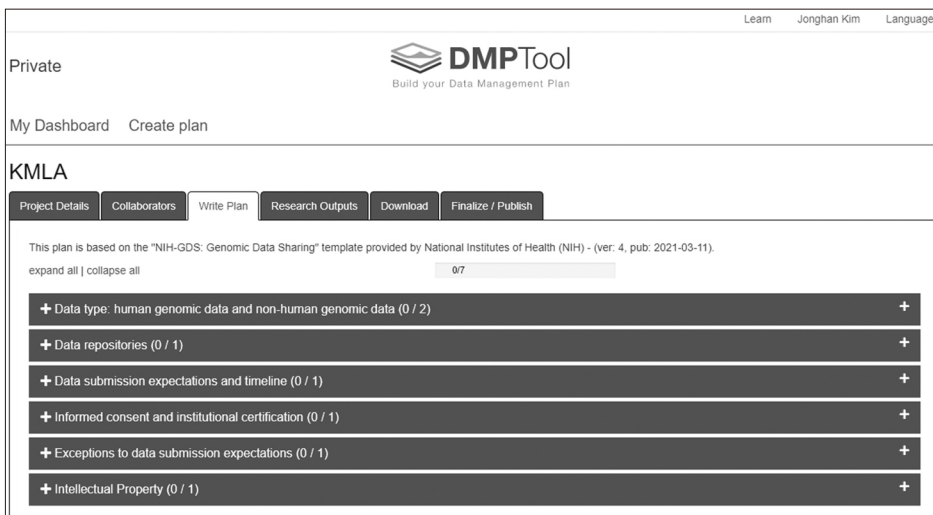 Learn Jonghan Kim Language
Private
DMPTool
Build your Data Management Plan
My Dashboard Create plan
KMLA
Project Details Collaborators Write Plan Research Outputs Download Finalize / Publish
This plan is based on the "NIH-GDS: Genomic Data Sharing" template provided by National Institutes of Health (NIH) - (ver: 4, pub: 2021-03-11).
expand all | collapse all 0/7
+ Data type: human genomic data and non-human genomic data (0 / 2) +
+ Data repositories (0 / 1) +
+ Data submission expectations and timeline (0 / 1) +
+ Informed consent and institutional certification (0 / 1) +
+ Exceptions to data submission expectations (0 / 1) +
+ Intellectual Property (0 / 1) +